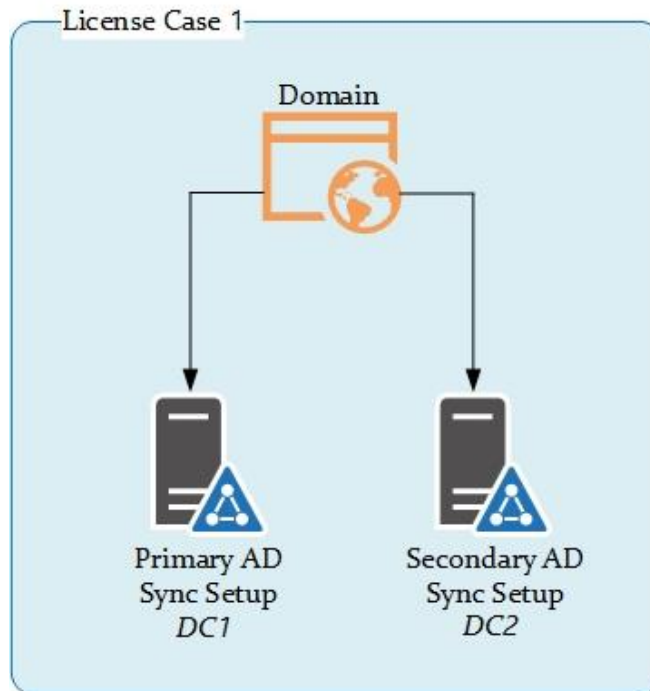 License Case 1
Domain
Primary AD
Sync Setup
DC1
Secondary AD
Sync Setup
DC2